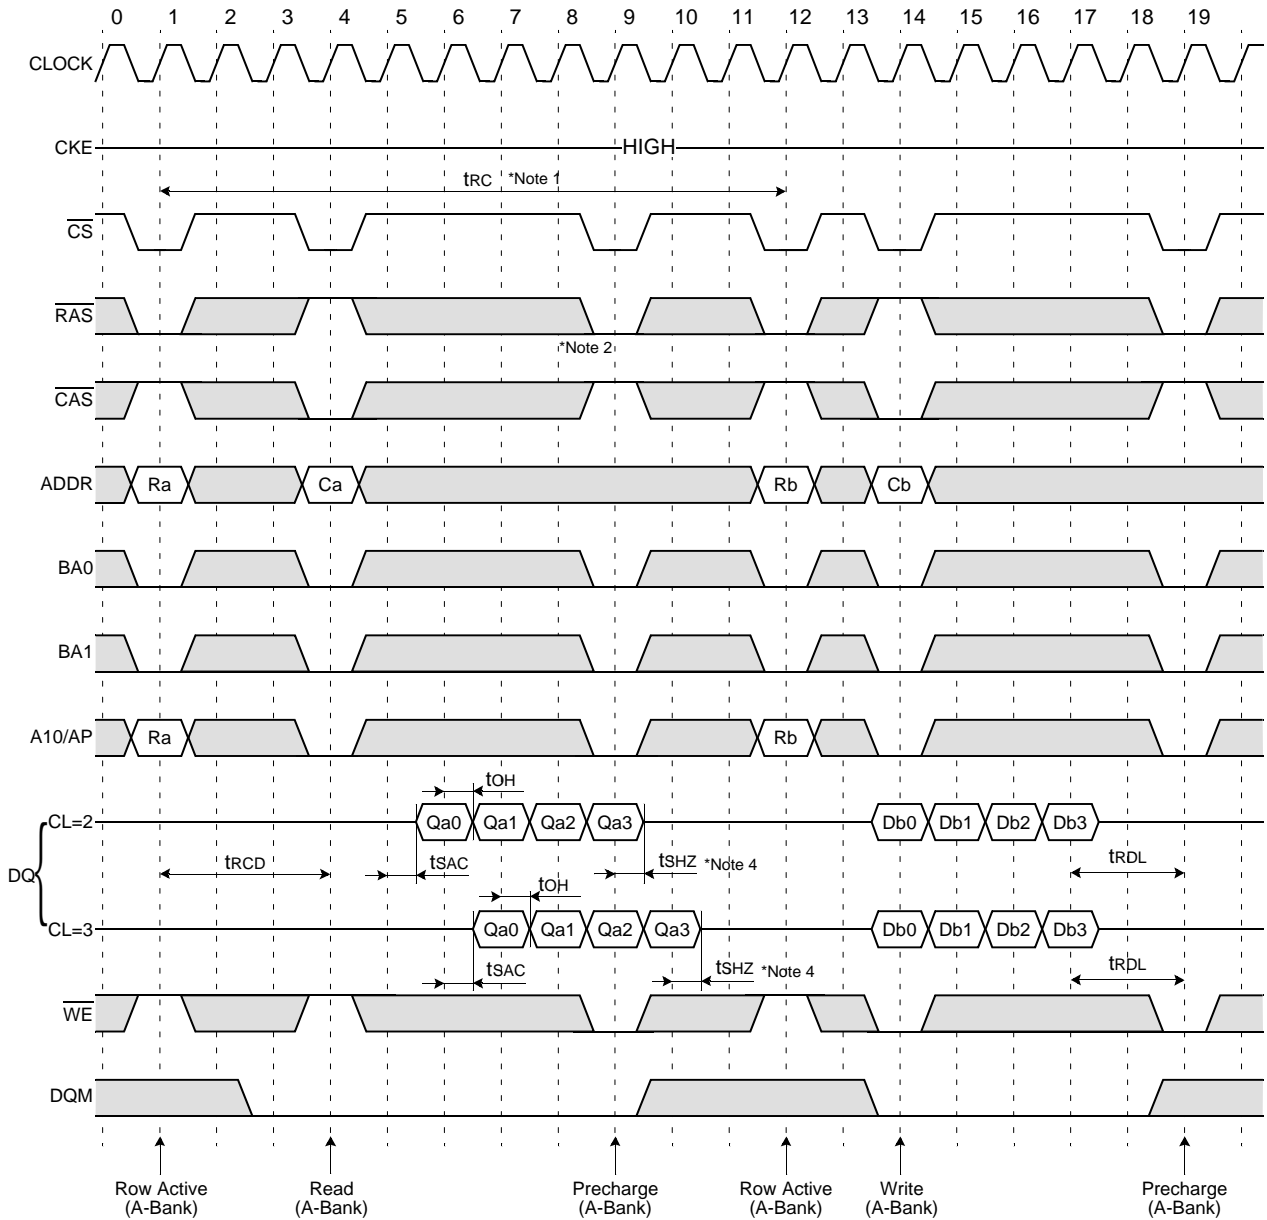 0 1 2 3 4 5 6 7 8 9 10 11 12 13 14 15 16 17 18 19
CLOCK
CKE HIGH
tRC *Note 1
CS
RAS
*Note 2
CAS
ADDR Ra Ca Rb Cb
BA0
BA1
A10/AP Ra Rb
tOH
CL=2 Qa0 Qa1 Qa2 Qa3 Db0 Db1 Db2 Db3
DQ tRCD tSAC tSHZ *Note 4 tRDL
tOH
CL=3 Qa0 Qa1 Qa2 Qa3 Db0 Db1 Db2 Db3
tSAC tSHZ *Note 4 tRDL
WE
DQM
Row Active Read Precharge Row Active Write Precharge
(A-Bank) (A-Bank) (A-Bank) (A-Bank) (A-Bank) (A-Bank)